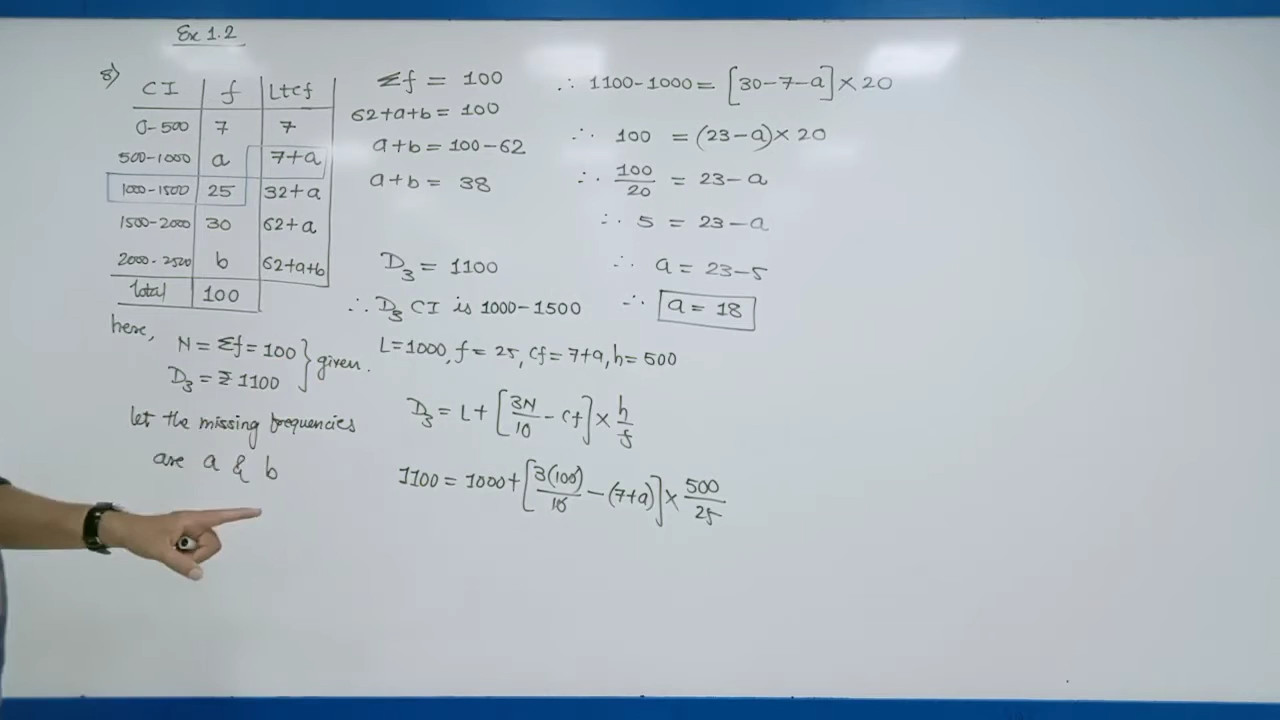 Ex 1.2
8)
CI f Ltcf
0-500 7 7
500-1000 a 7+a
1000-1500 25 32+a
1500-2000 30 62+a
2000-2500 b 62+a+b
Total 100
here,
N = Σf = 100
D₃ = ₹ 1100
} given.
let the missing frequencies
are a & b
Σf = 100
62+a+b = 100
a+b = 100-62
a+b = 38
D₃ = 1100
∴ D₃ CI is 1000-1500
L=1000, f = 25, cf = 7+a, h = 500
D₃ = L + [3N/10 - cf] × h/f
1100 = 1000 + [3(100)/10 - (7+a)] × 500/25
∴ 1100-1000 = [30-7-a] × 20
∴ 100 = (23-a) × 20
∴ 100/20 = 23-a
∴ 5 = 23-a
∴ a = 23-5
∴ a = 18